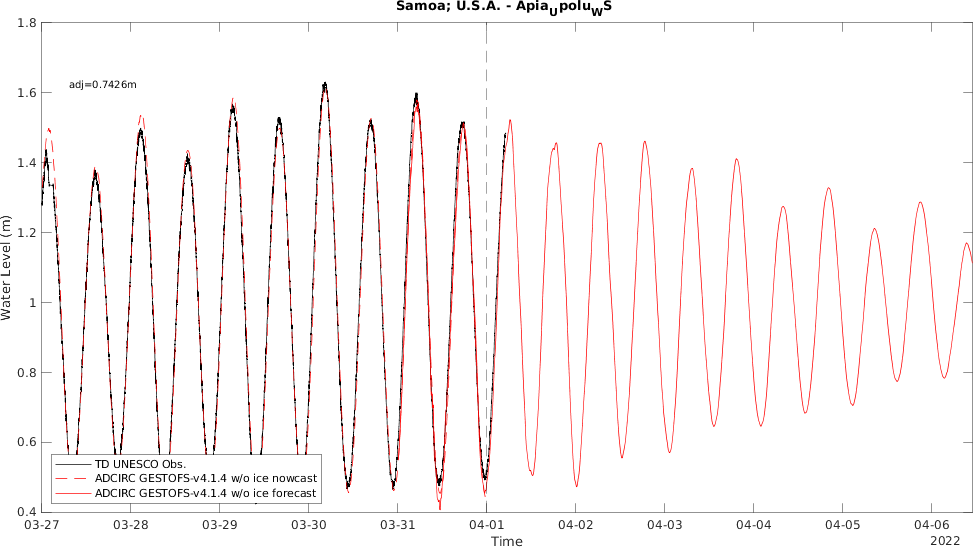 Samoa; U.S.A. - ApiaUpoluWS
adj=0.7426m
1.8
1.6
1.4
1.2
1
0.8
0.6
0.4
Water Level (m)
TD UNESCO Obs.
ADCIRC GESTOFS-v4.1.4 w/o ice nowcast
ADCIRC GESTOFS-v4.1.4 w/o ice forecast
03-27 03-28 03-29 03-30 03-31 04-01 04-02 04-03 04-04 04-05 04-06
Time
2022